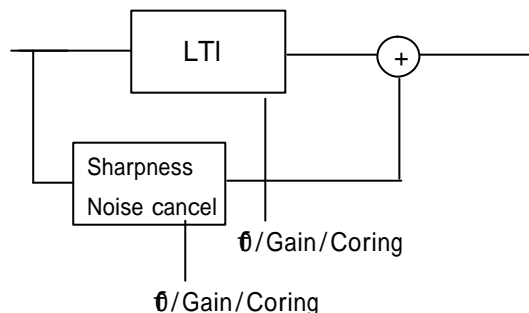 LTI
+
Sharpness
Noise cancel
f0/Gain/Coring
f0/Gain/Coring